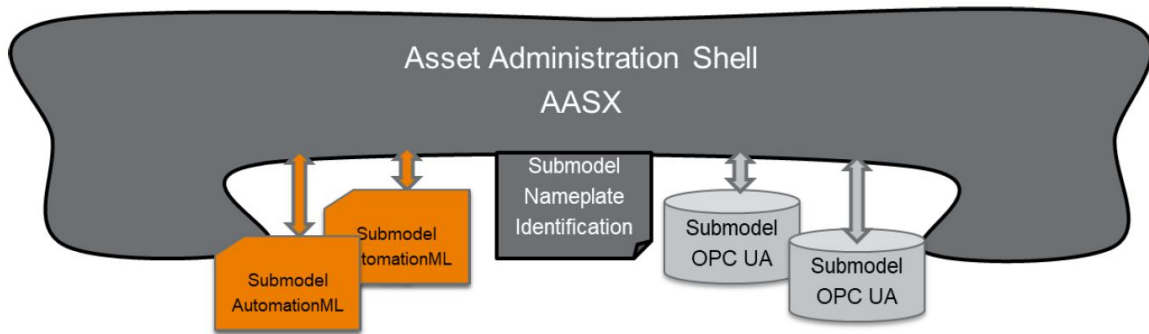 Asset Administration Shell
AASX
Submodel
Nameplate
Identification
Submodel
AutomationML
Submodel
tomationML
Submodel
OPC UA
Submodel
OPC UA